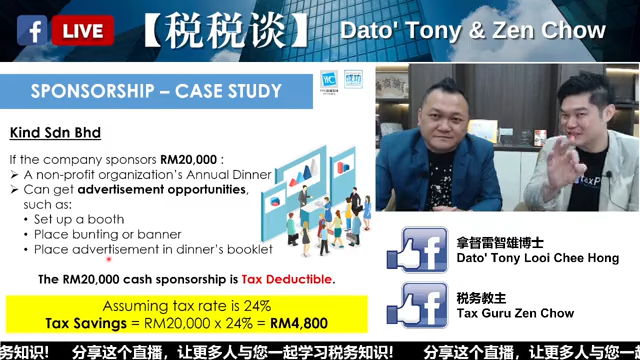 f LIVE 【税税谈】 Dato' Tony & Zen Chow
SPONSORSHIP – CASE STUDY
Kind Sdn Bhd
If the company sponsors RM20,000 :
➢ A non-profit organization's Annual Dinner
➢ Can get advertisement opportunities,
such as:
• Set up a booth
• Place bunting or banner
• Place advertisement in dinner's booklet
The RM20,000 cash sponsorship is Tax Deductible.
Assuming tax rate is 24%
Tax Savings = RM20,000 x 24% = RM4,800
拿督雷智雄博士
Dato' Tony Looi Chee Hong
税务教主
Tax Guru Zen Chow
务知识! 分享这个直播，让更多人与您一起学习税务知识! 分享这个直播，让更多人与您一